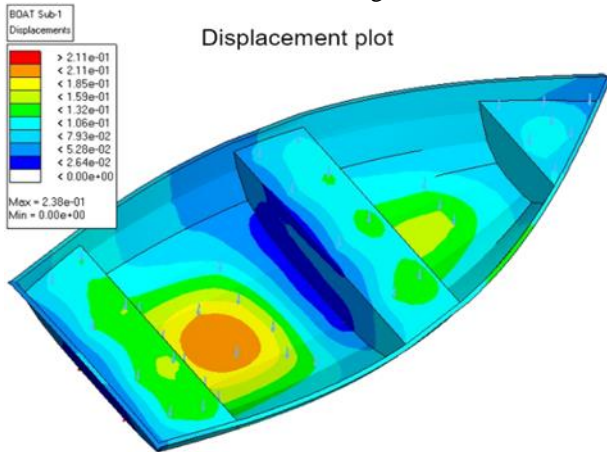 BOAT Sub-1
Displacements
> 2.11e-01
< 2.11e-01
< 1.85e-01
< 1.59e-01
< 1.32e-01
< 1.06e-01
< 7.93e-02
< 5.28e-02
< 2.64e-02
< 0.00e+00
Max = 2.38e-01
Min = 0.00e+00
Displacement plot